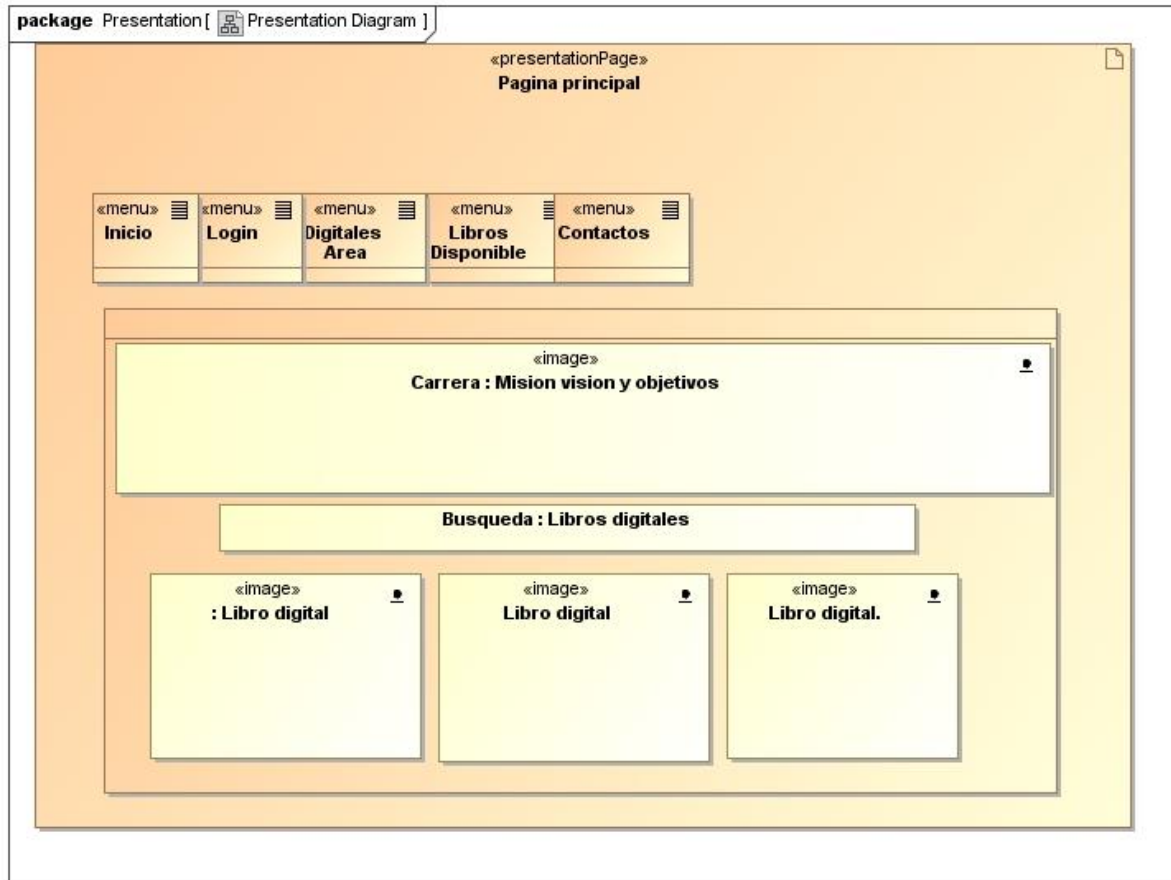 package Presentation [ Presentation Diagram ]
«presentationPage»
Pagina principal
«menu»
Inicio
«menu»
Login
«menu»
Digitales
Area
«menu»
Libros
Disponible
«menu»
Contactos
«image»
Carrera : Mision vision y objetivos
Busqueda : Libros digitales
«image»
: Libro digital
«image»
Libro digital
«image»
Libro digital.